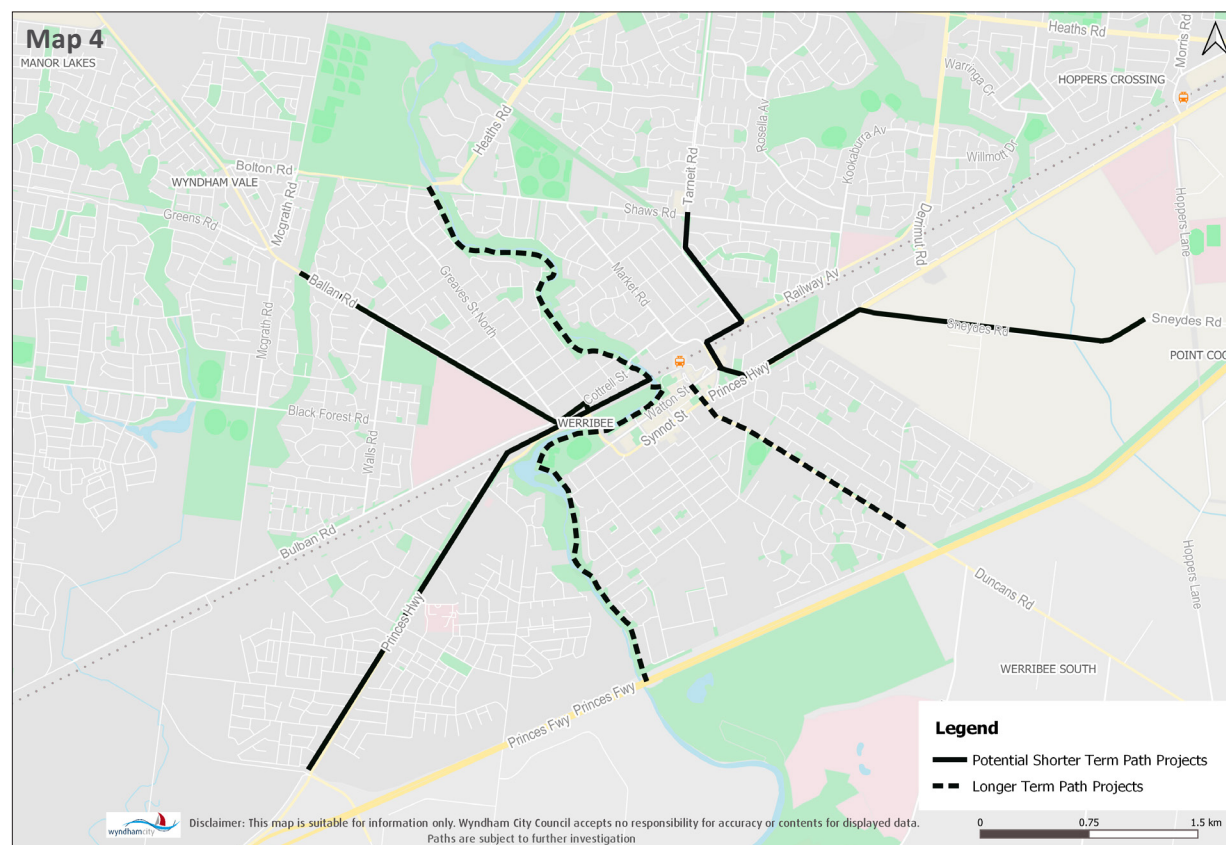 Map 4
MANOR LAKES
Heaths Rd
Morris Rd
Warringa Cr
HOPPERS CROSSING
Heaths Rd
Rosella Av
Kookaburra Av
Willmott Dr
Bolton Rd
WYNDHAM VALE
Tarneit Rd
Mcgrath Rd
Greens Rd
Shaws Rd
Hoppers Lane
Derrimut Rd
Greaves St North
Market Rd
Railway Av
Ballan Rd
Sneydes Rd
Sneydes Rd
Mcgrath Rd
POINT COO
Cottrell St
Princes Hwy
Walton St
Black Forest Rd
WERRIBEE
Synnot St
Walls Rd
Bulban Rd
Hoppers Lane
Duncans Rd
Princes Hwy
WERRIBEE SOUTH
Princes Fwy
Princes Fwy
Legend
Potential Shorter Term Path Projects
Longer Term Path Projects
wyndhamcity
Disclaimer: This map is suitable for information only. Wyndham City Council accepts no responsibility for accuracy or contents for displayed data.
Paths are subject to further investigation
0 0.75 1.5 km